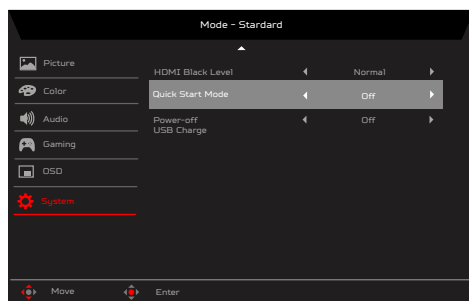 Mode - Stardard
Picture
Color
Audio
Gaming
OSD
System
HDMI Black Level Normal
Quick Start Mode Off
Power-off Off
USB Charge
Move Enter